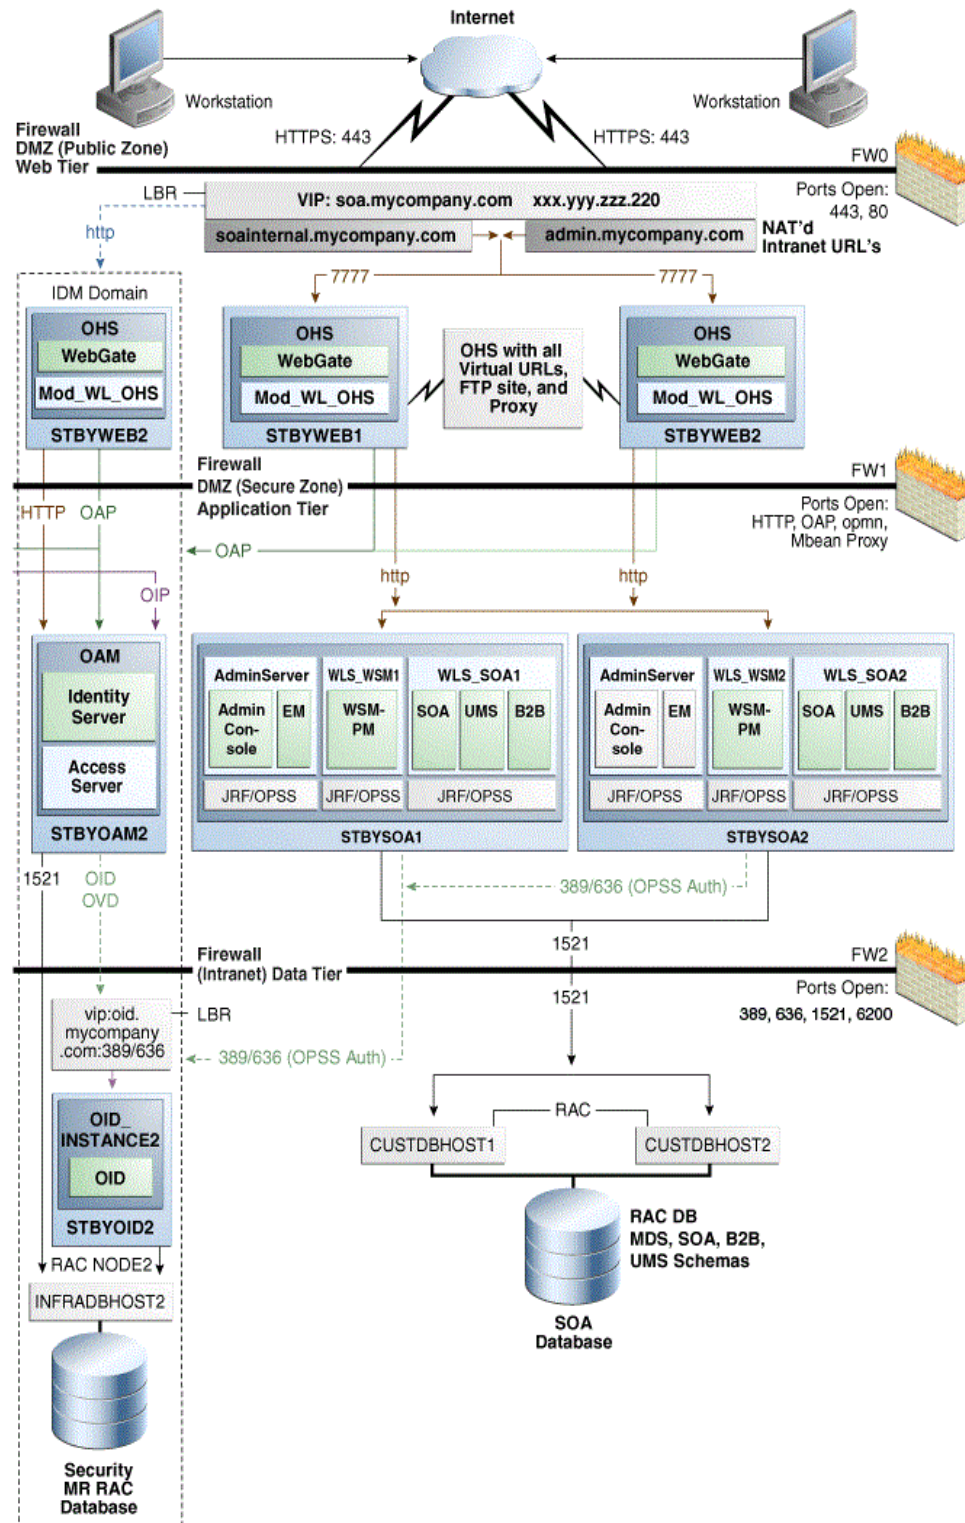 Internet
Workstation
Workstation
HTTPS: 443
HTTPS: 443
Firewall
DMZ (Public Zone)
Web Tier
FW0
Ports Open:
443, 80
LBR
VIP: soa.mycompany.com xxx.yyy.zzz.220
soainternal.mycompany.com
admin.mycompany.com
NAT'd
Intranet URL's
http
7777
7777
IDM Domain
OHS
WebGate
Mod_WL_OHS
STBYWEB2
OHS
WebGate
Mod_WL_OHS
STBYWEB1
OHS with all
Virtual URLs,
FTP site, and
Proxy
OHS
WebGate
Mod_WL_OHS
STBYWEB2
Firewall
DMZ (Secure Zone)
Application Tier
FW1
Ports Open:
HTTP, OAP, opmn,
Mbean Proxy
HTTP
OAP
OAP
OIP
http
http
OAM
Identity
Server
Access
Server
STBYOAM2
AdminServer
Admin
Con-
sole
EM
WLS_WSM1
WSM-
PM
WLS_SOA1
SOA
UMS
B2B
JRF/OPSS
JRF/OPSS
JRF/OPSS
STBYSOA1
AdminServer
Admin
Con-
sole
EM
WLS_WSM2
WSM-
PM
WLS_SOA2
SOA
UMS
B2B
JRF/OPSS
JRF/OPSS
JRF/OPSS
STBYSOA2
1521
OID
OVD
389/636 (OPSS Auth)
1521
Firewall
(Intranet) Data Tier
FW2
Ports Open:
389, 636, 1521, 6200
1521
vip:oid.
mycompany
.com:389/636
LBR
389/636 (OPSS Auth)
OID_
INSTANCE2
OID
STBYOID2
RAC
CUSTDBHOST1
CUSTDBHOST2
RAC DB
MDS, SOA, B2B,
UMS Schemas
SOA
Database
RAC NODE2
INFRADBHOST2
Security
MR RAC
Database